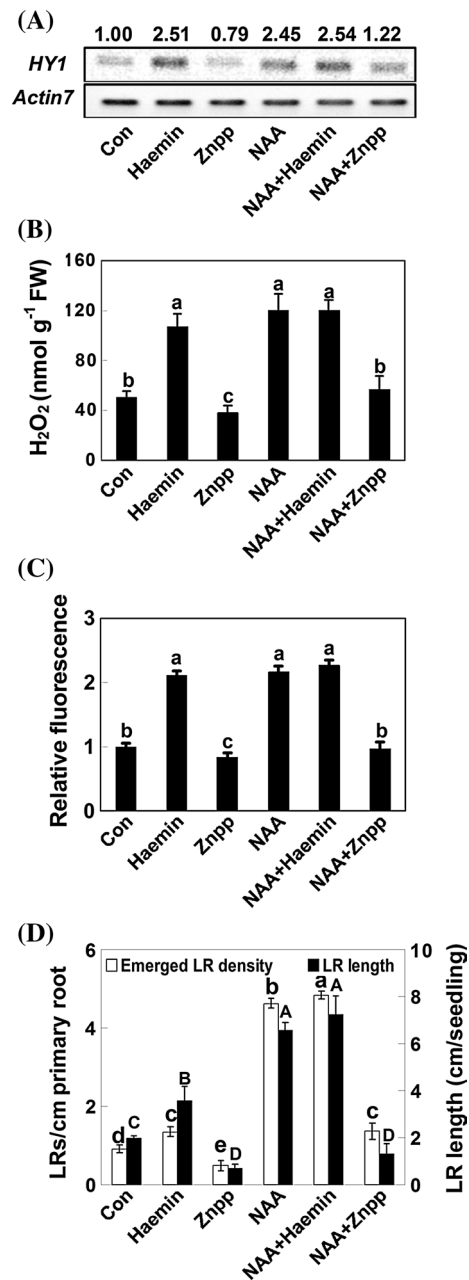 (A)
1.00 2.51 0.79 2.45 2.54 1.22
HY1
Actin7
Con Haemin Znpp NAA NAA+Haemin NAA+Znpp
(B)
H₂O₂ (nmol g⁻¹ FW)
160
120
80
40
0
b a c a a b
Con Haemin Znpp NAA NAA+Haemin NAA+Znpp
(C)
Relative fluorescence
3
2
1
0
b a c a a b
Con Haemin Znpp NAA NAA+Haemin NAA+Znpp
(D)
Emerged LR density LR length
LRs/cm primary root
6
4
2
0
LR length (cm/seedling)
10
8
6
4
2
0
d C c B e D b A a A c D
Con Haemin Znpp NAA NAA+Haemin NAA+Znpp